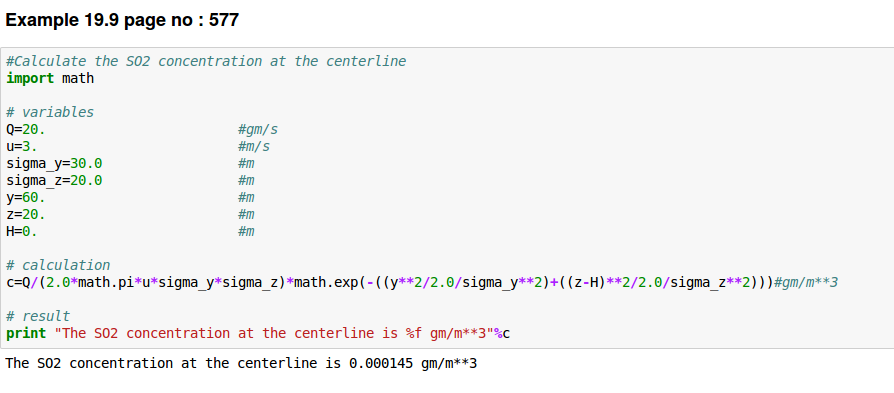 Example 19.9 page no : 577
#Calculate the SO2 concentration at the centerline
import math
# variables
Q=20. #gm/s
u=3. #m/s
sigma_y=30.0 #m
sigma_z=20.0 #m
y=60. #m
z=20. #m
H=0. #m
# calculation
c=Q/(2.0*math.pi*u*sigma_y*sigma_z)*math.exp(-((y**2/2.0/sigma_y**2)+((z-H)**2/2.0/sigma_z**2)))#gm/m**3
# result
print "The SO2 concentration at the centerline is %f gm/m**3"%c
The SO2 concentration at the centerline is 0.000145 gm/m**3